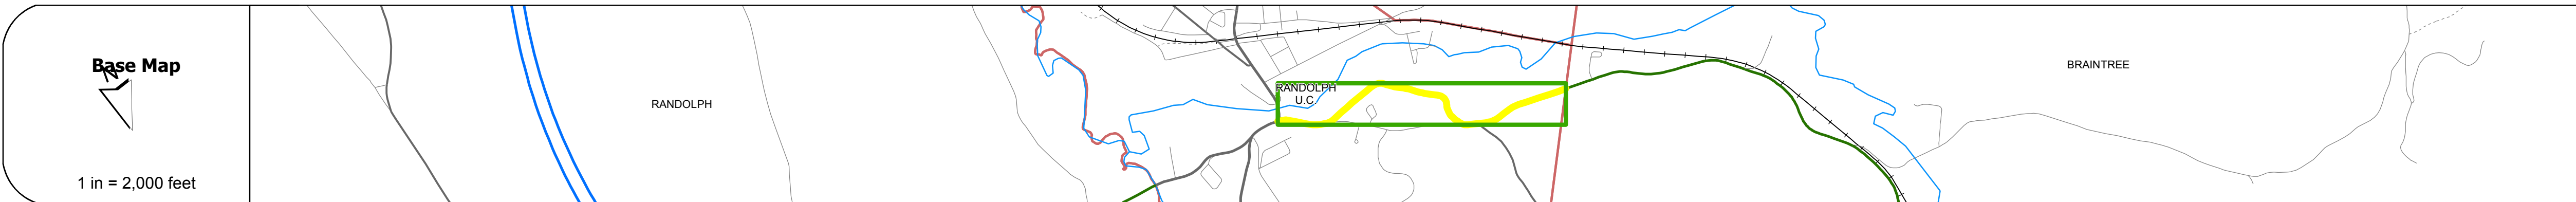 Base Map
N
1 in = 2,000 feet
RANDOLPH
RANDOLPH
U.C
BRAINTREE